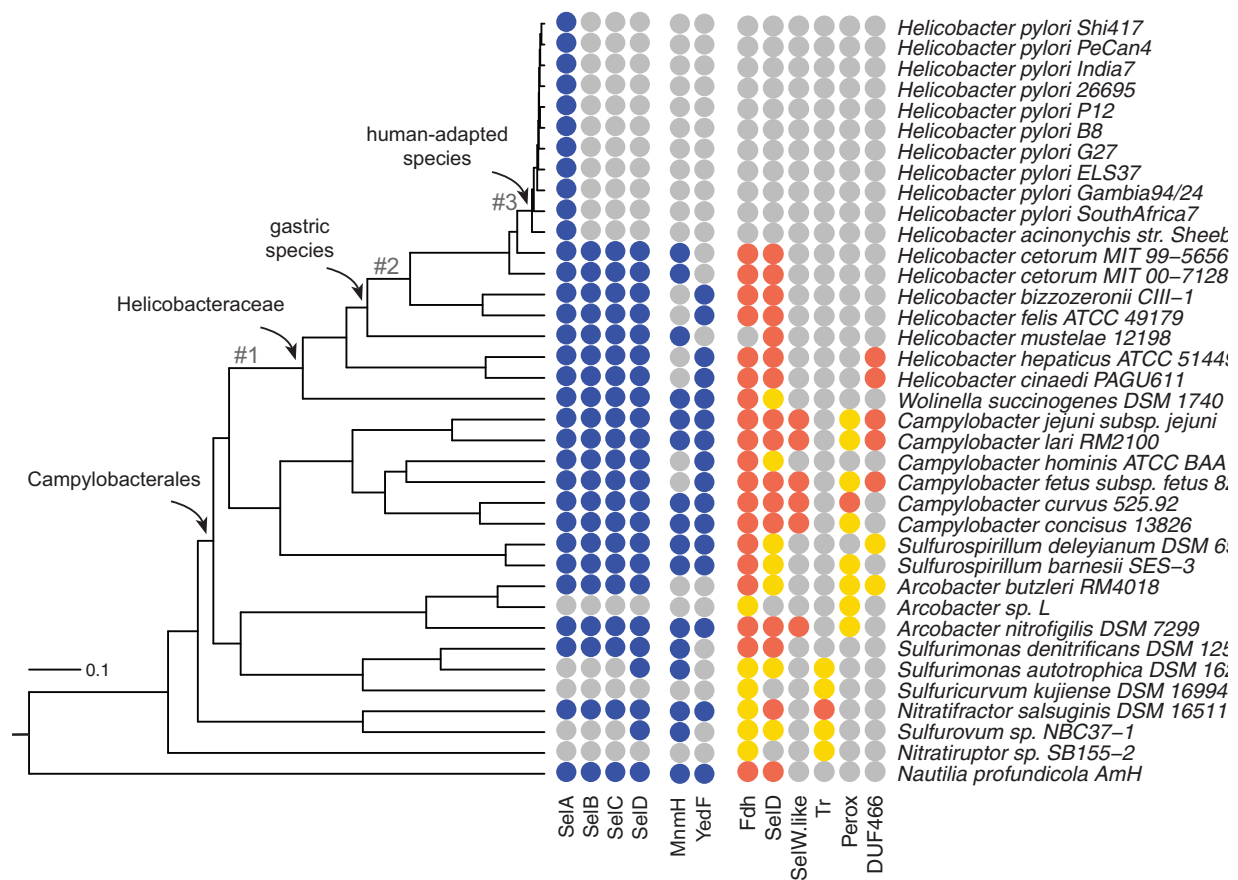 Helicobacter pylori Shi417
Helicobacter pylori PeCan4
Helicobacter pylori India7
Helicobacter pylori 26695
Helicobacter pylori P12
Helicobacter pylori B8
Helicobacter pylori G27
Helicobacter pylori ELS37
Helicobacter pylori Gambia94/24
Helicobacter pylori SouthAfrica7
Helicobacter acinonychis str. Sheeb
Helicobacter cetorum MIT 99−5656
Helicobacter cetorum MIT 00−7128
Helicobacter bizzozeronii CIII−1
Helicobacter felis ATCC 49179
Helicobacter mustelae 12198
Helicobacter hepaticus ATCC 51449
Helicobacter cinaedi PAGU611
Wolinella succinogenes DSM 1740
Campylobacter jejuni subsp. jejuni
Campylobacter lari RM2100
Campylobacter hominis ATCC BAA
Campylobacter fetus subsp. fetus 82
Campylobacter curvus 525.92
Campylobacter concisus 13826
Sulfurospirillum deleyianum DSM 69
Sulfurospirillum barnesii SES−3
Arcobacter butzleri RM4018
Arcobacter sp. L
Arcobacter nitrofigilis DSM 7299
Sulfurimonas denitrificans DSM 125
Sulfurimonas autotrophica DSM 162
Sulfuricurvum kujiense DSM 16994
Nitratifractor salsuginis DSM 16511
Sulfurovum sp. NBC37−1
Nitratiruptor sp. SB155−2
Nautilia profundicola AmH
human-adapted
species
#3
gastric
species
#2
Helicobacteraceae
#1
Campylobacterales
0.1
SelA
SelB
SelC
SelD
MnmH
YedF
Fdh
SelD
SelW.like
Tr
Perox
DUF466